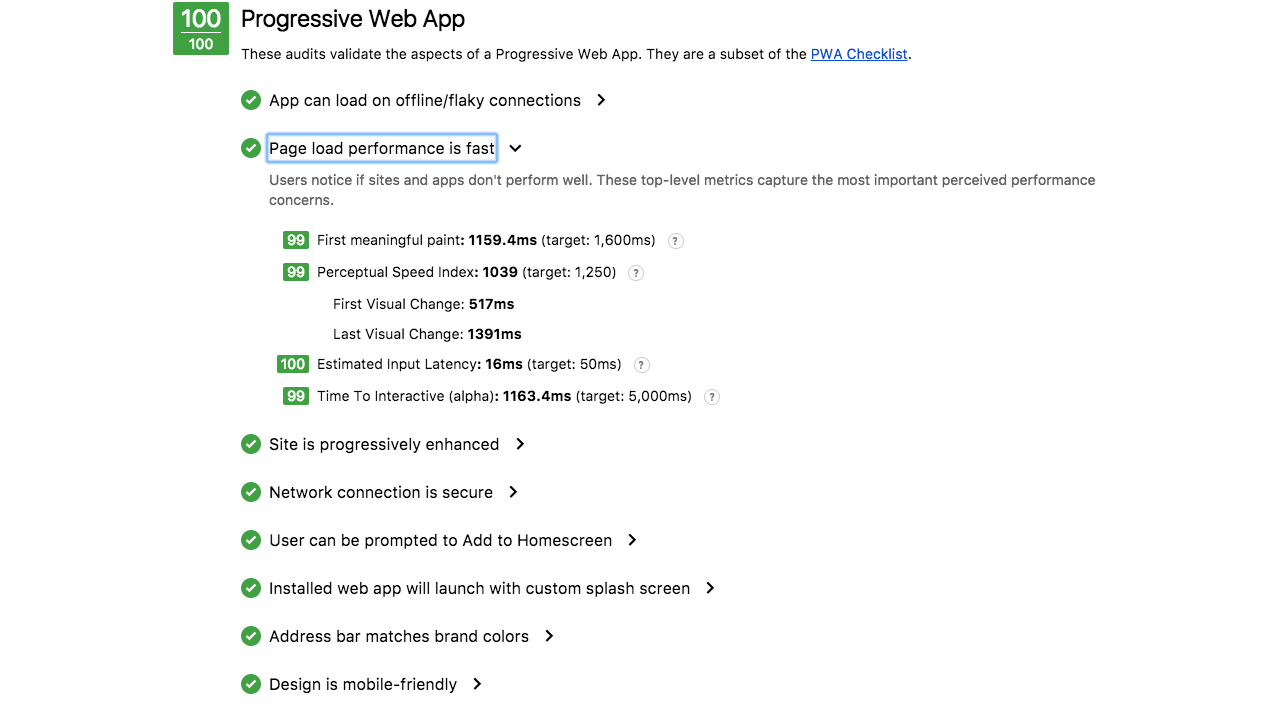 100
100
Progressive Web App
These audits validate the aspects of a Progressive Web App. They are a subset of the PWA Checklist.
App can load on offline/flaky connections
Page load performance is fast
Users notice if sites and apps don't perform well. These top-level metrics capture the most important perceived performance
concerns.
99 First meaningful paint: 1159.4ms (target: 1,600ms) ?
99 Perceptual Speed Index: 1039 (target: 1,250) ?
First Visual Change: 517ms
Last Visual Change: 1391ms
100 Estimated Input Latency: 16ms (target: 50ms) ?
99 Time To Interactive (alpha): 1163.4ms (target: 5,000ms) ?
Site is progressively enhanced
Network connection is secure
User can be prompted to Add to Homescreen
Installed web app will launch with custom splash screen
Address bar matches brand colors
Design is mobile-friendly